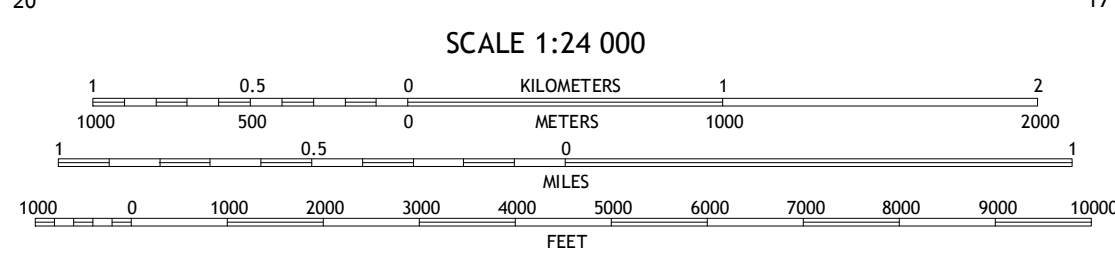 20 17
SCALE 1:24 000
1 0.5 0 KILOMETERS 1 2
1000 500 0 METERS 1000 2000
1 0.5 0 1
MILES
1000 0 1000 2000 3000 4000 5000 6000 7000 8000 9000 10000
FEET